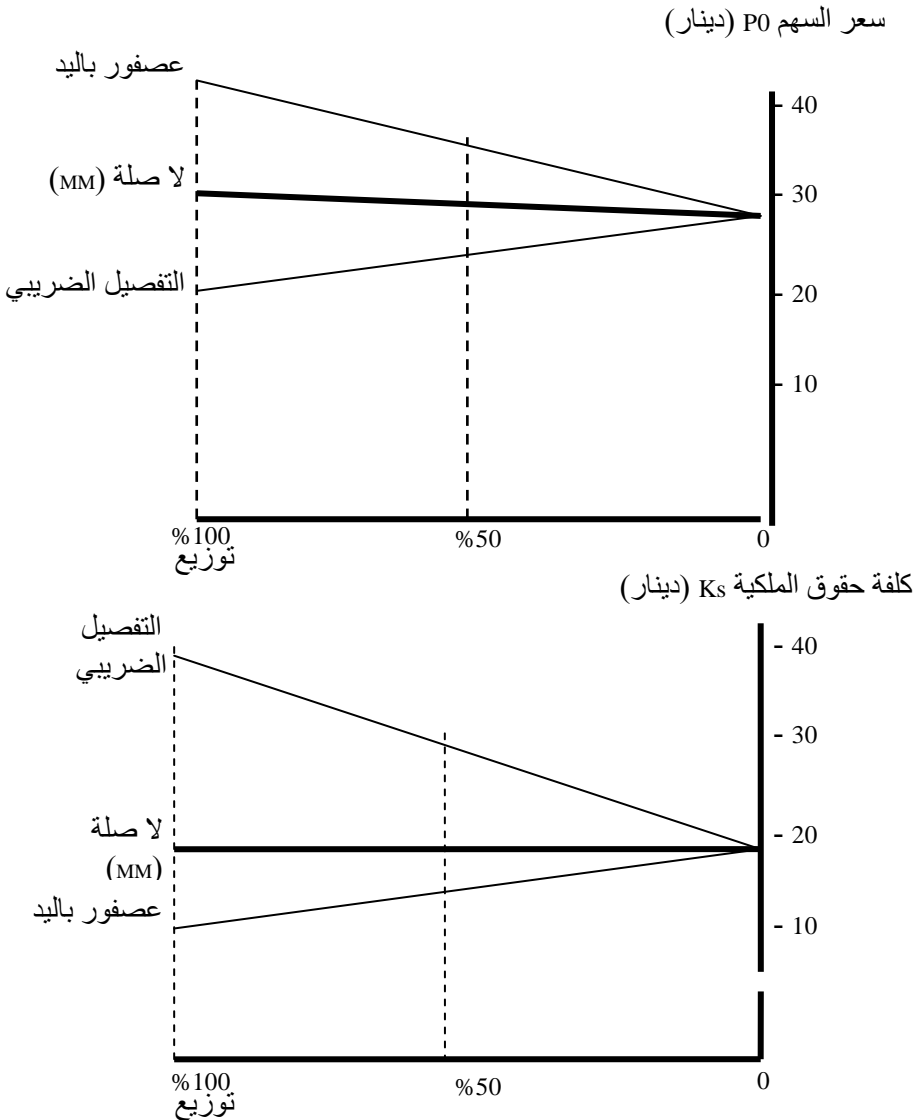 سعر السهم P0 (دينار)
عصفور باليد
لا صلة (MM)
التفصيل الضريبي
- 40
- 30
- 20
- 10
0
%50
%100
توزيع
كلفة حقوق الملكية Ks (دينار)
التفصيل
الضريبي
لا صلة
(MM)
عصفور باليد
- 40
- 30
- 20
- 10
0
%50
%100
توزيع